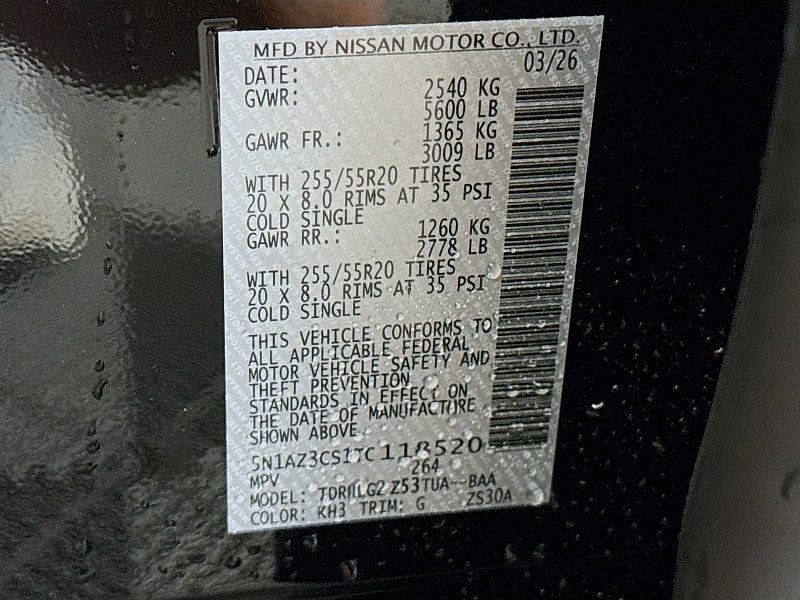 MFD BY NISSAN MOTOR CO., LTD.
DATE: 03/26
GVWR: 2540 KG
5600 LB
GAWR FR.: 1365 KG
3009 LB
WITH 255/55R20 TIRES
20 X 8.0 RIMS AT 35 PSI
COLD SINGLE
GAWR RR.: 1260 KG
2778 LB
WITH 255/55R20 TIRES
20 X 8.0 RIMS AT 35 PSI
COLD SINGLE
THIS VEHICLE CONFORMS TO
ALL APPLICABLE FEDERAL
MOTOR VEHICLE SAFETY AND
THEFT PREVENTION
STANDARDS IN EFFECT ON
THE DATE OF MANUFACTURE
SHOWN ABOVE.
5N1AZ3CS1TC118520
MPV 264
MODEL: Z53TUA--BAA
COLOR: KH3 TRIM: G ZS30A